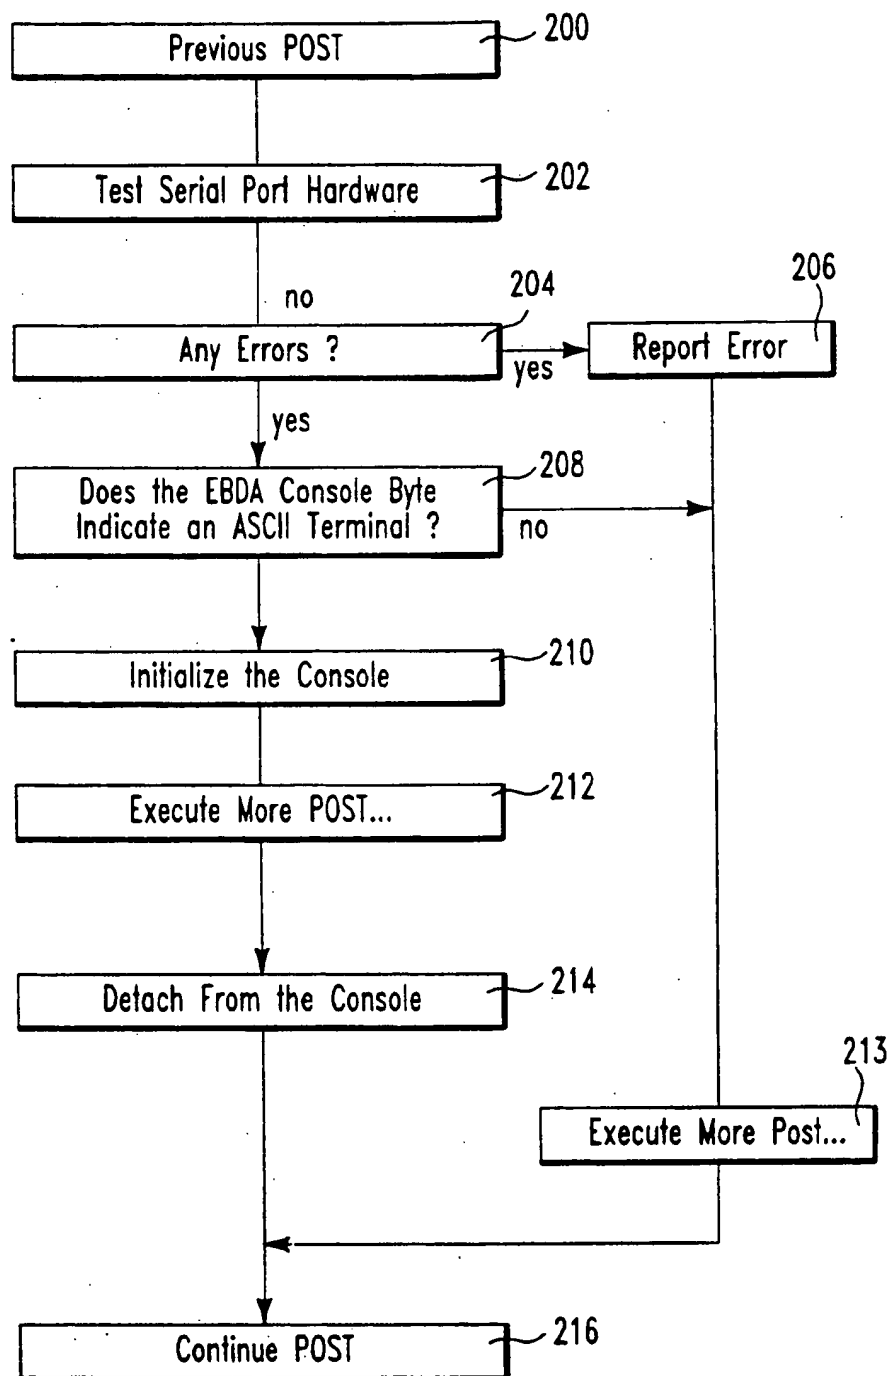 Previous POST
200
Test Serial Port Hardware
202
no
204
206
Any Errors ?
yes
Report Error
yes
208
Does the EBDA Console Byte
Indicate an ASCII Terminal ?
no
210
Initialize the Console
212
Execute More POST...
Detach From the Console
214
213
Execute More Post...
Continue POST
216